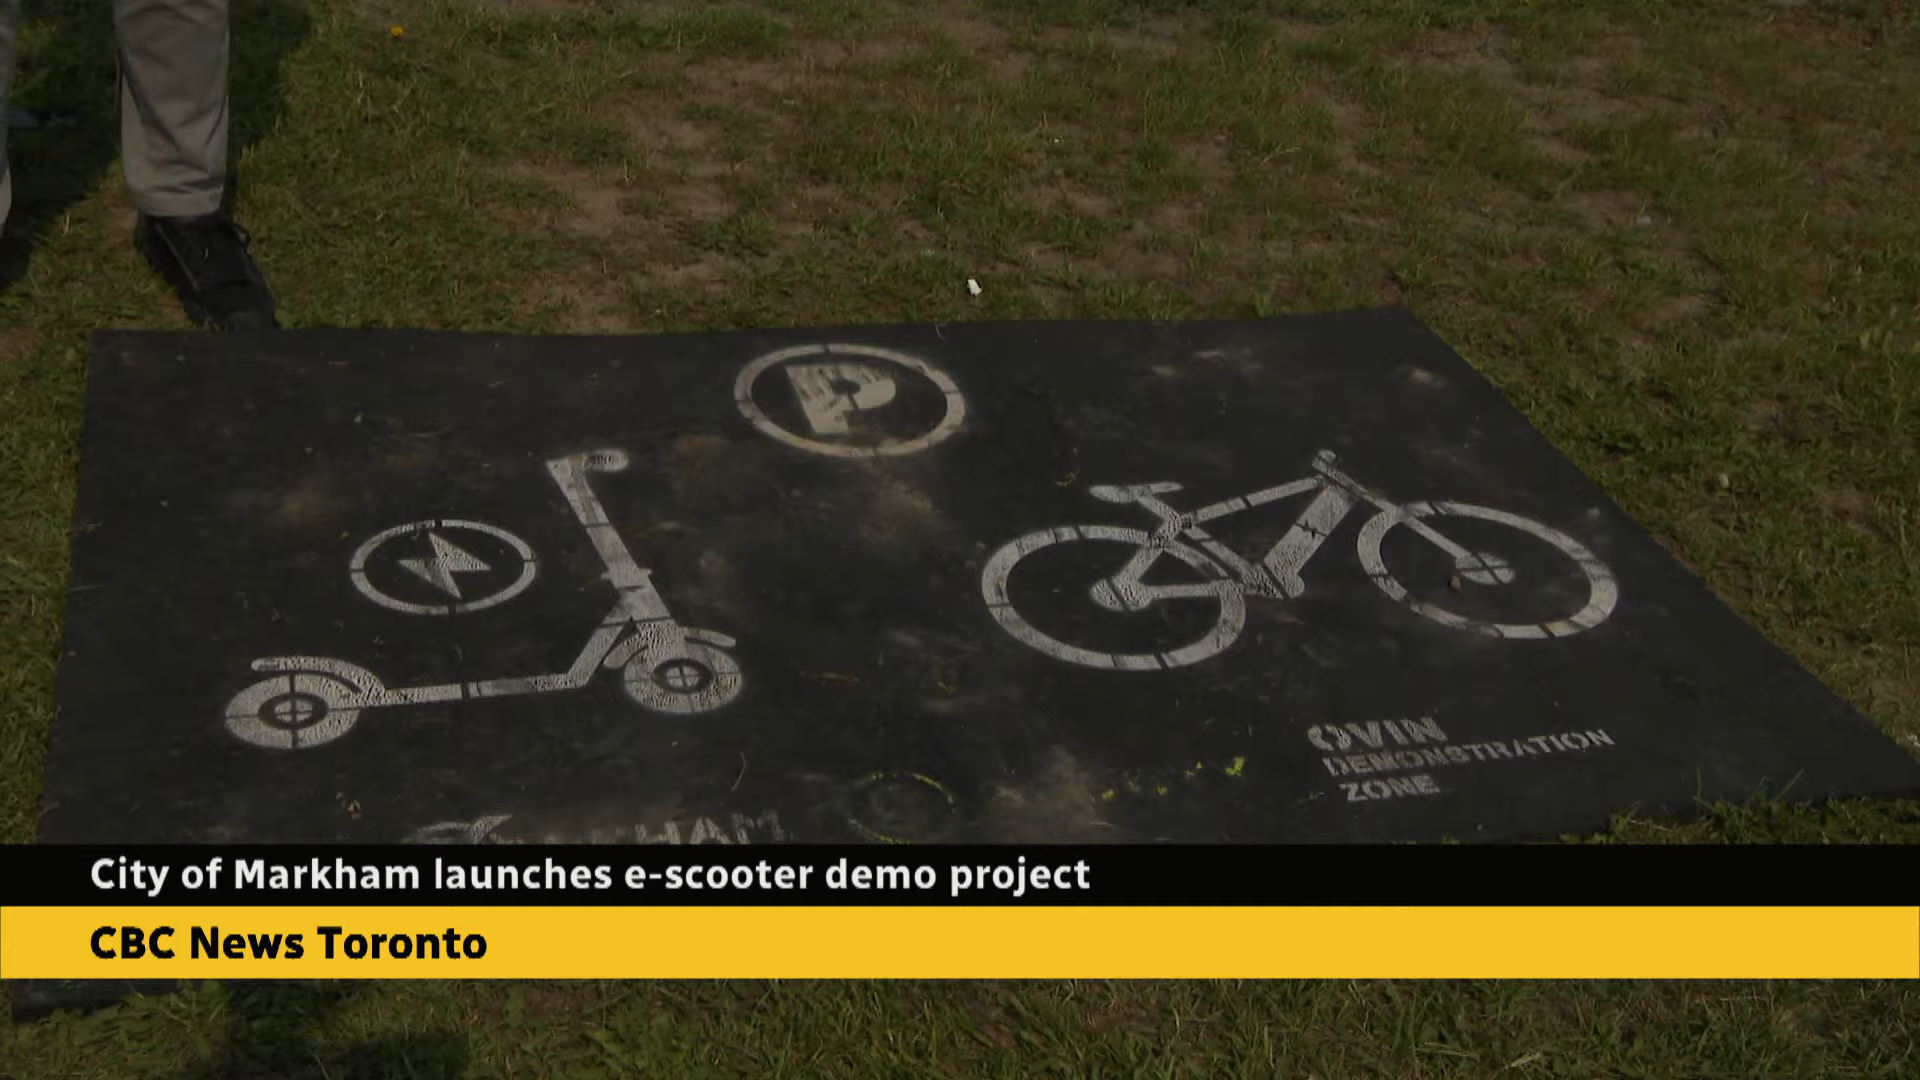 P
OVIN
DEMONSTRATION
ZONE
City of Markham launches e-scooter demo project
CBC News Toronto